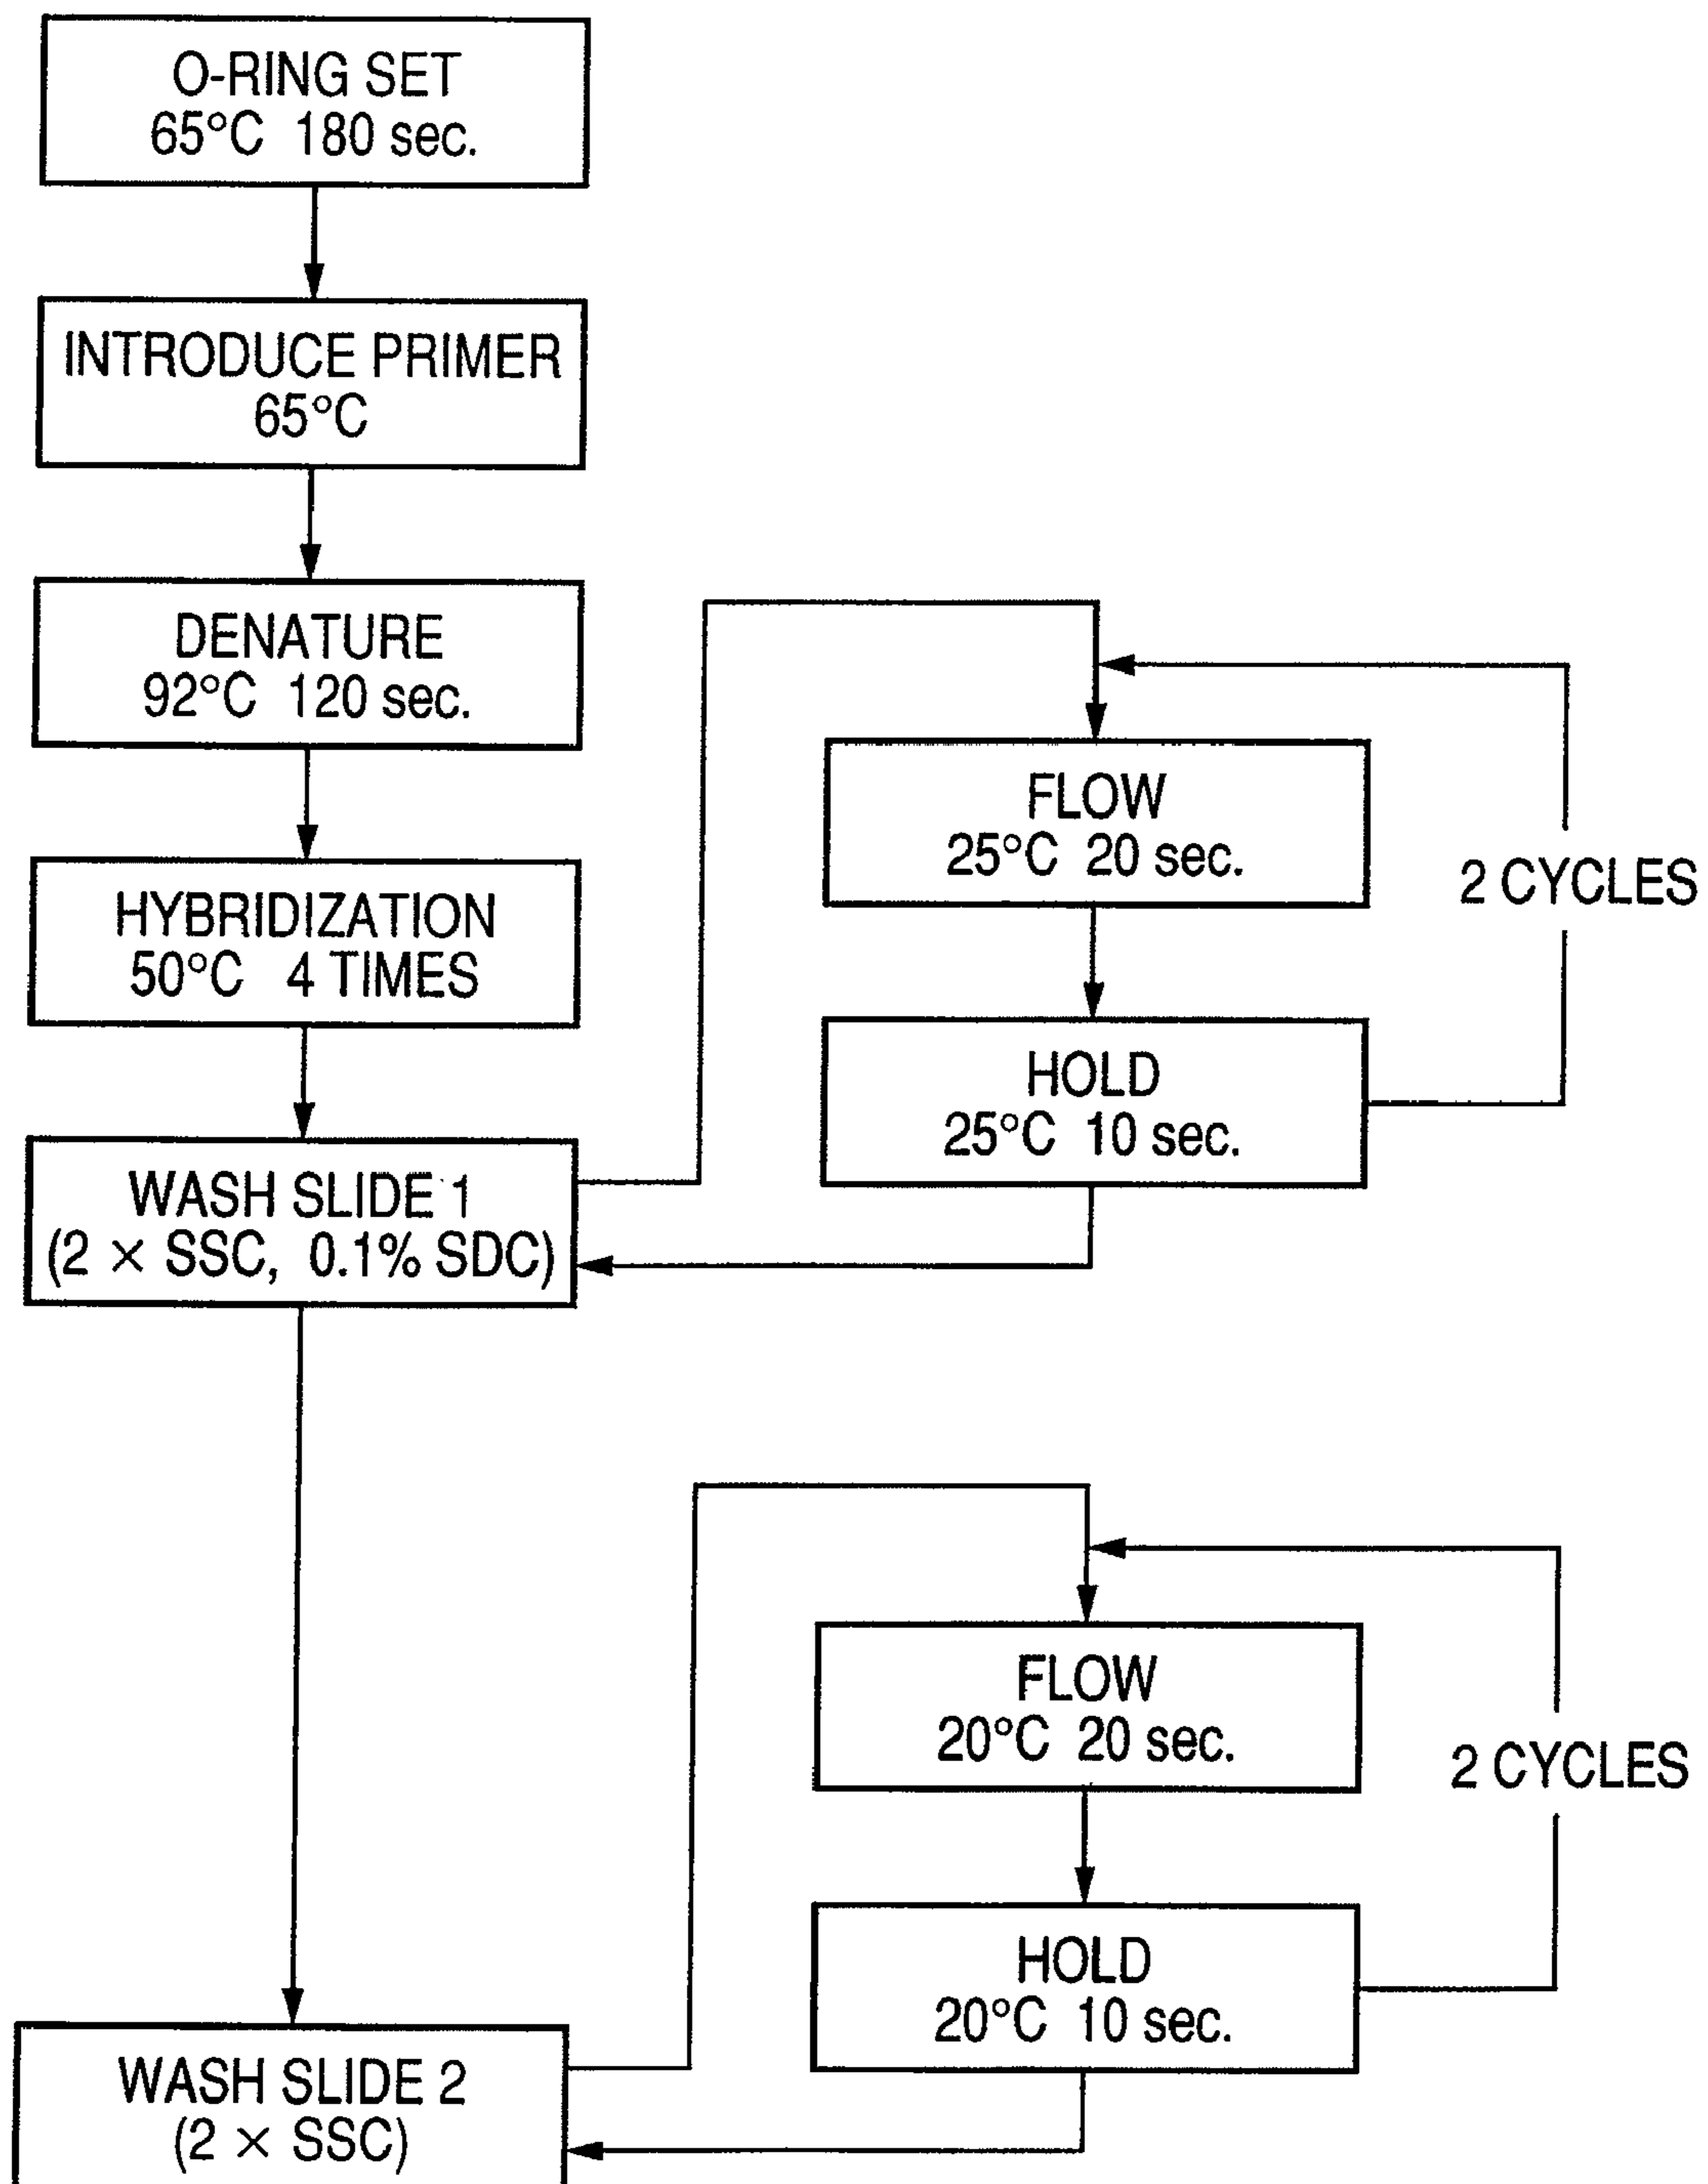 O-RING SET
65°C 180 sec.
INTRODUCE PRIMER
65°C
DENATURE
92°C 120 sec.
HYBRIDIZATION
50°C 4 TIMES
WASH SLIDE 1
(2 × SSC, 0.1% SDC)
FLOW
25°C 20 sec.
HOLD
25°C 10 sec.
2 CYCLES
WASH SLIDE 2
(2 × SSC)
FLOW
20°C 20 sec.
HOLD
20°C 10 sec.
2 CYCLES